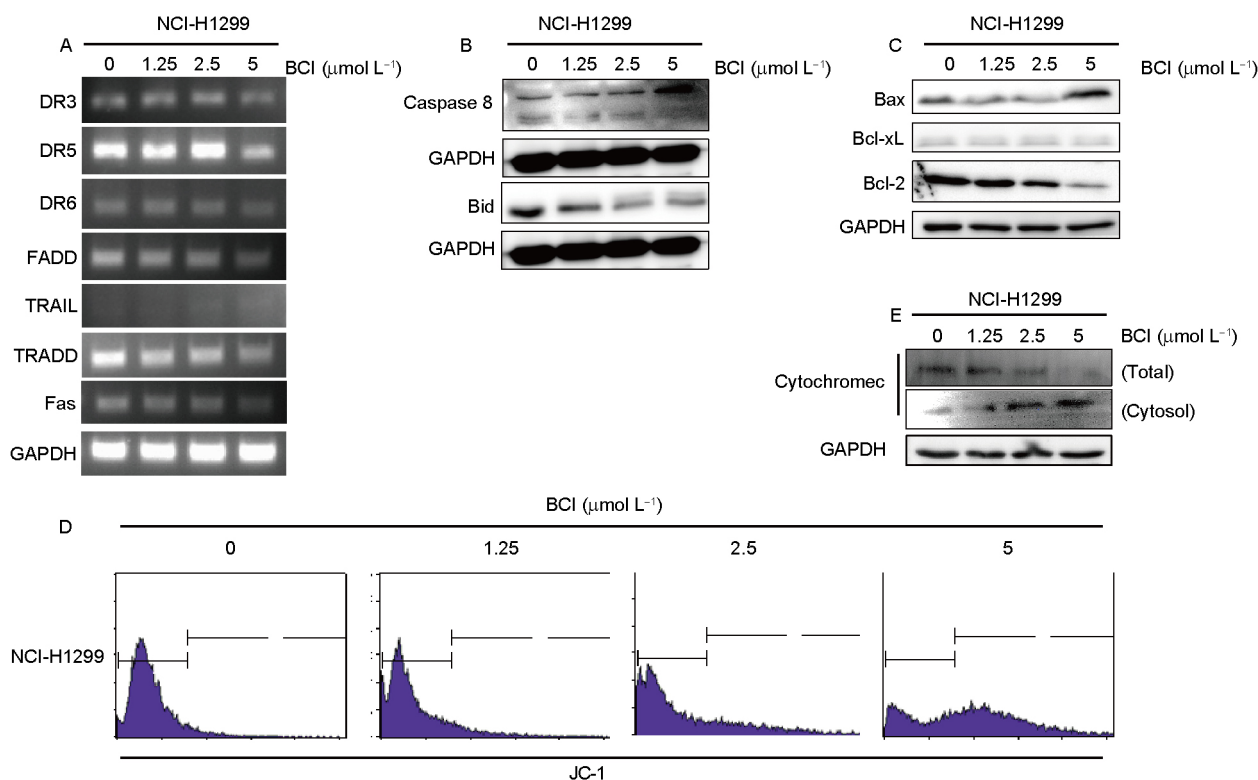 A
NCI-H1299
0 1.25 2.5 5 BCI (μmol L⁻¹)
DR3
DR5
DR6
FADD
TRAIL
TRADD
Fas
GAPDH
B
NCI-H1299
0 1.25 2.5 5 BCI (μmol L⁻¹)
Caspase 8
GAPDH
Bid
GAPDH
C
NCI-H1299
0 1.25 2.5 5 BCI (μmol L⁻¹)
Bax
Bcl-xL
Bcl-2
GAPDH
E
NCI-H1299
0 1.25 2.5 5 BCI (μmol L⁻¹)
Cytochromec
(Total)
(Cytosol)
GAPDH
D
BCI (μmol L⁻¹)
0 1.25 2.5 5
NCI-H1299
JC-1